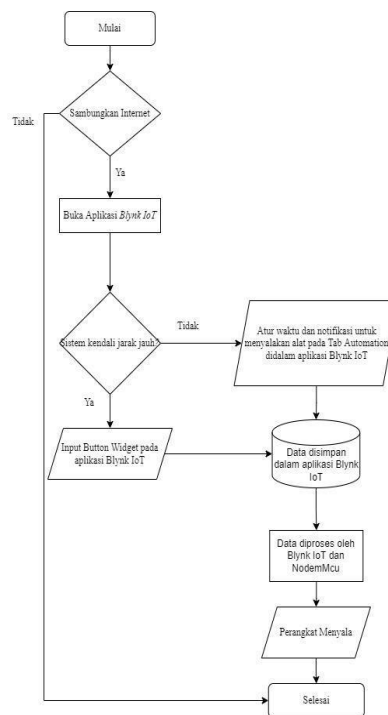 Mulai
Sambungkan Internet
Tidak
Ya
Buka Aplikasi Blynk IoT
Sistem kendali jarak jauh?
Tidak
Atur waktu dan notifikasi untuk
menyalakan alat pada Tab Automation
didalam aplikasi Blynk IoT
Ya
Input Button Widget pada
aplikasi Blynk IoT
Data disimpan
dalam aplikasi Blynk
IoT
Data diproses oleh
Blynk IoT dan
NodemMcu
Perangkat Menyala
Selesai